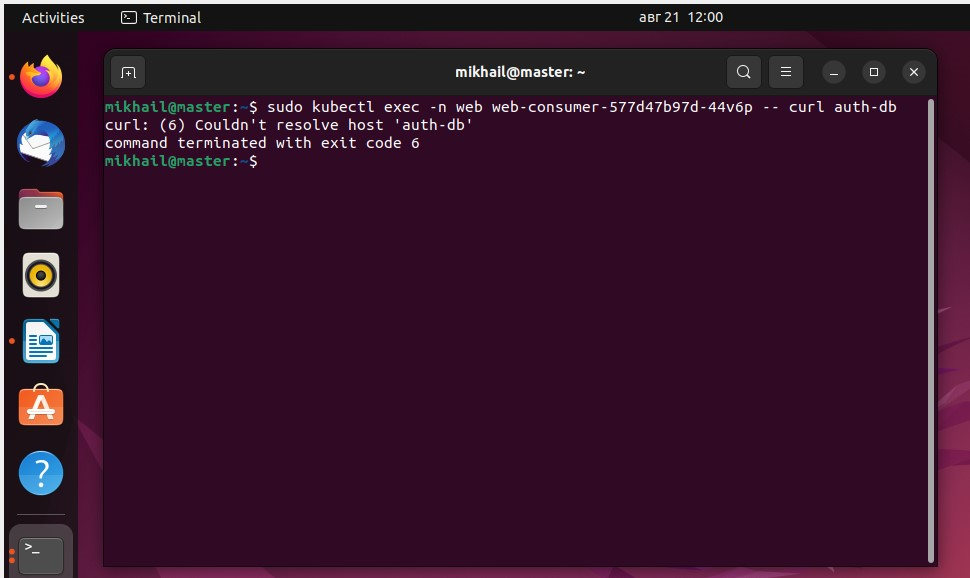 Activities
Terminal
авг 21 12:00
mikhail@master: ~
mikhail@master:~$ sudo kubectl exec -n web web-consumer-577d47b97d-44v6p -- curl auth-db
curl: (6) Couldn't resolve host 'auth-db'
command terminated with exit code 6
mikhail@master:~$